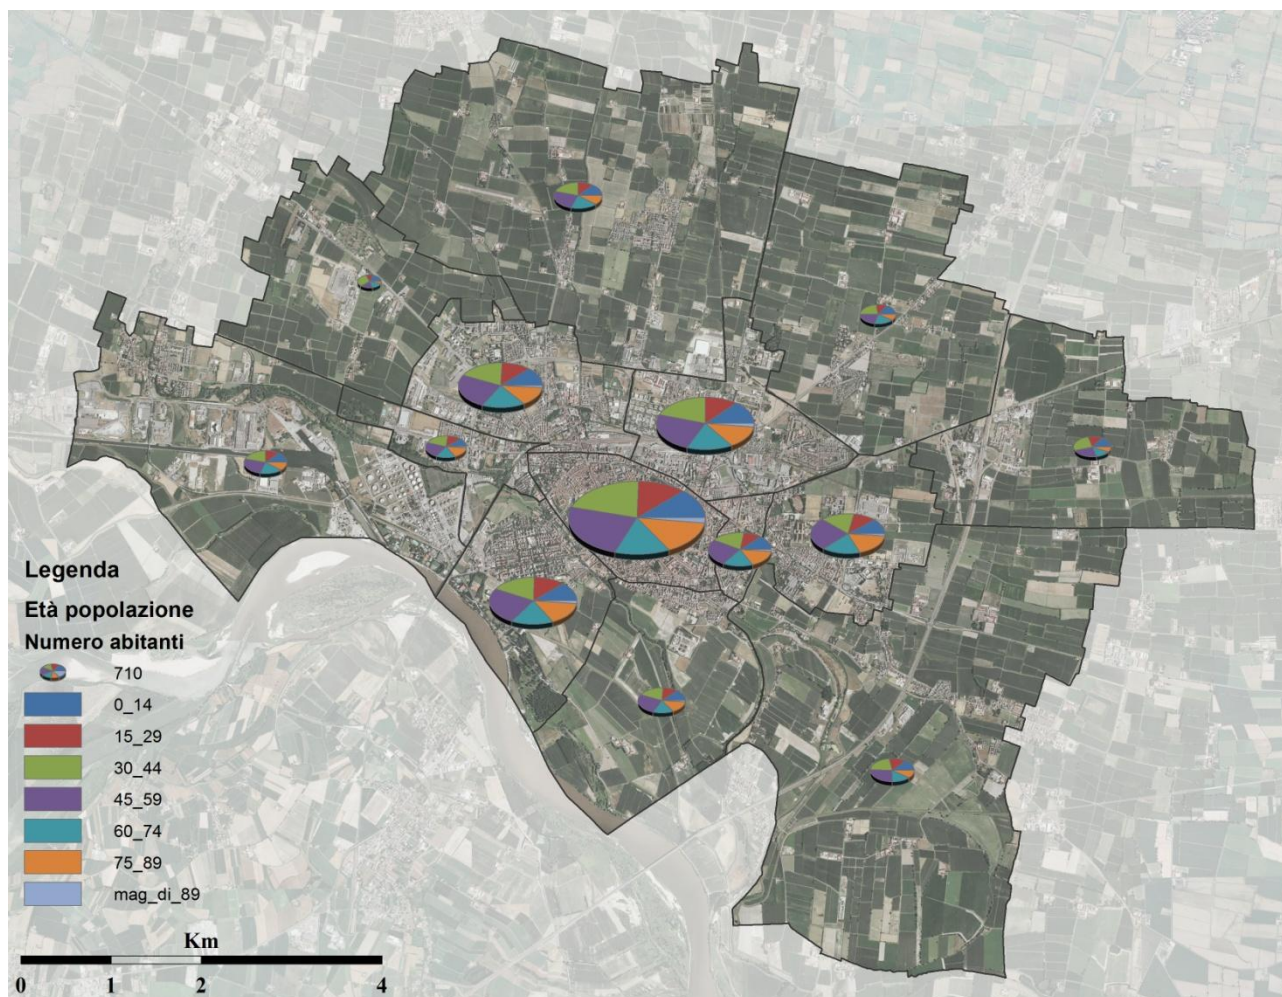 Legenda
Età popolazione
Numero abitanti
710
0_14
15_29
30_44
45_59
60_74
75_89
mag_di_89
Km
0 1 2 4